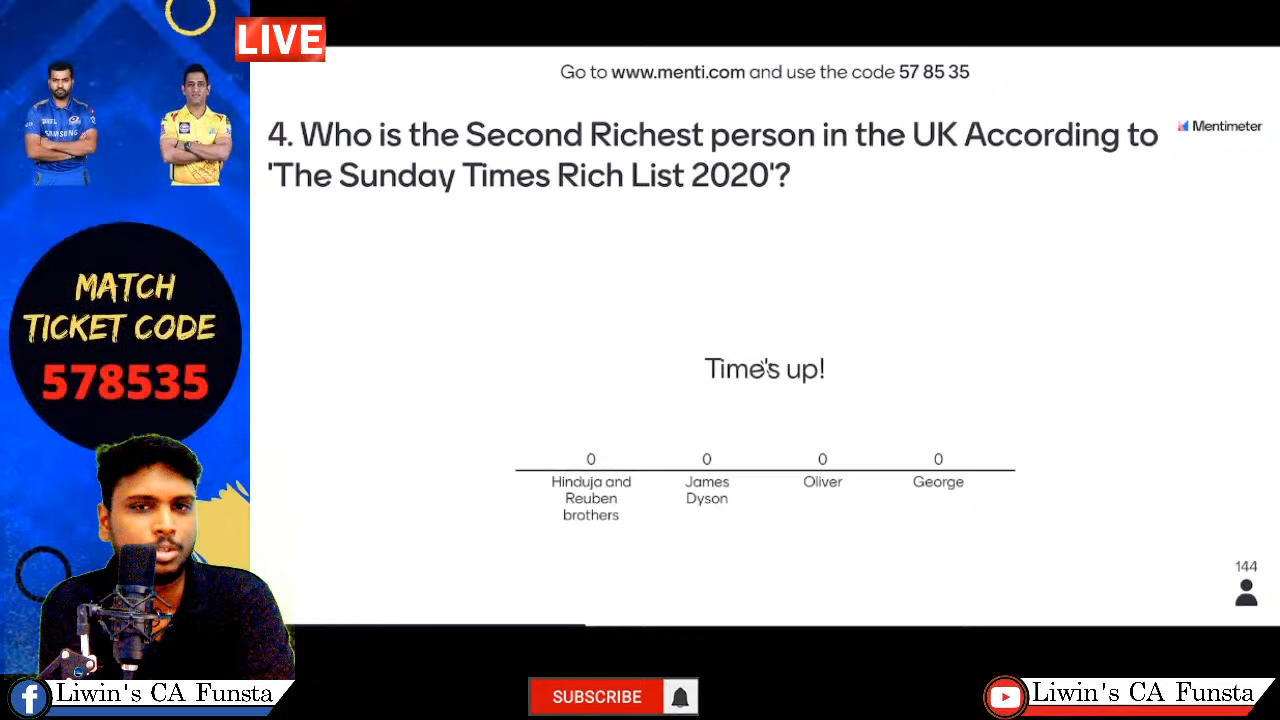 LIVE
Go to www.menti.com and use the code 57 85 35
4. Who is the Second Richest person in the UK According to
'The Sunday Times Rich List 2020'?
Mentimeter
SAMSUNG
MATCH
TICKET CODE
578535
Time's up!
0 0 0 0
Hinduja and
Reuben
brothers
James
Dyson
Oliver
George
144
Liwin's CA Funsta
SUBSCRIBE
Liwin's CA Funsta